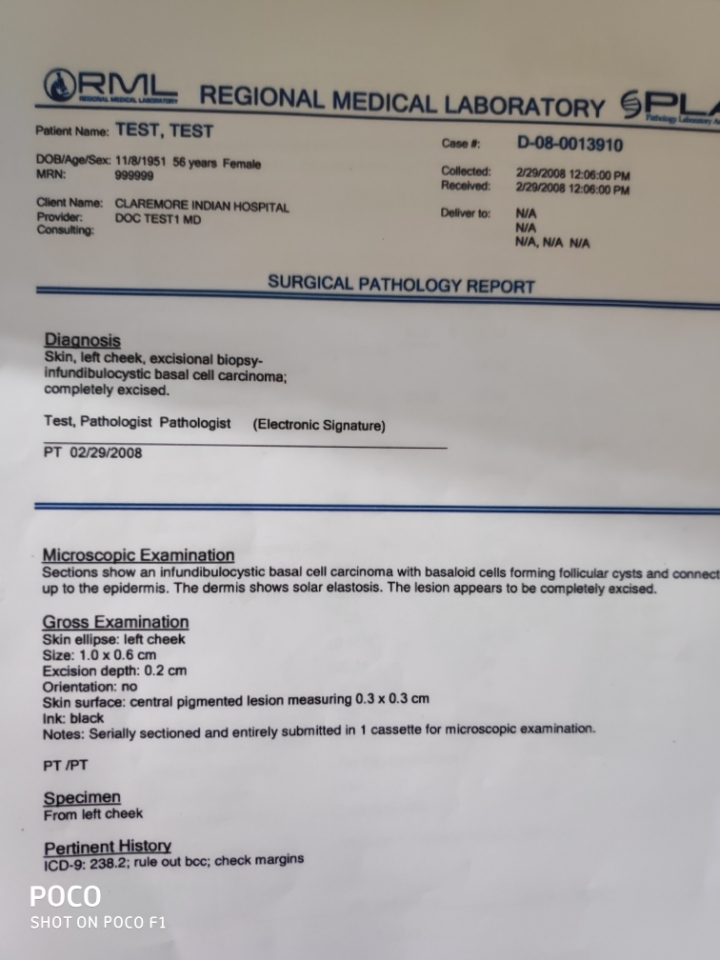 RML REGIONAL MEDICAL LABORATORY PLA
REGIONAL MEDICAL LABORATORY
Patient Name: TEST, TEST
Case #: D-08-0013910
DOB/Age/Sex: 11/8/1951 56 years Female
MRN: 999999
Collected: 2/29/2008 12:06:00 PM
Received: 2/29/2008 12:06:00 PM
Client Name: CLAREMORE INDIAN HOSPITAL
Provider: DOC TEST1 MD
Consulting:
Deliver to: N/A
N/A
N/A, N/A N/A
SURGICAL PATHOLOGY REPORT
Diagnosis
Skin, left cheek, excisional biopsy-
infundibulocystic basal cell carcinoma;
completely excised.
Test, Pathologist Pathologist (Electronic Signature)
PT 02/29/2008
Microscopic Examination
Sections show an infundibulocystic basal cell carcinoma with basaloid cells forming follicular cysts and connect
up to the epidermis. The dermis shows solar elastosis. The lesion appears to be completely excised.
Gross Examination
Skin ellipse: left cheek
Size: 1.0 x 0.6 cm
Excision depth: 0.2 cm
Orientation: no
Skin surface: central pigmented lesion measuring 0.3 x 0.3 cm
Ink: black
Notes: Serially sectioned and entirely submitted in 1 cassette for microscopic examination.
PT /PT
Specimen
From left cheek
Pertinent History
ICD-9: 238.2; rule out bcc; check margins
POCO
SHOT ON POCO F1